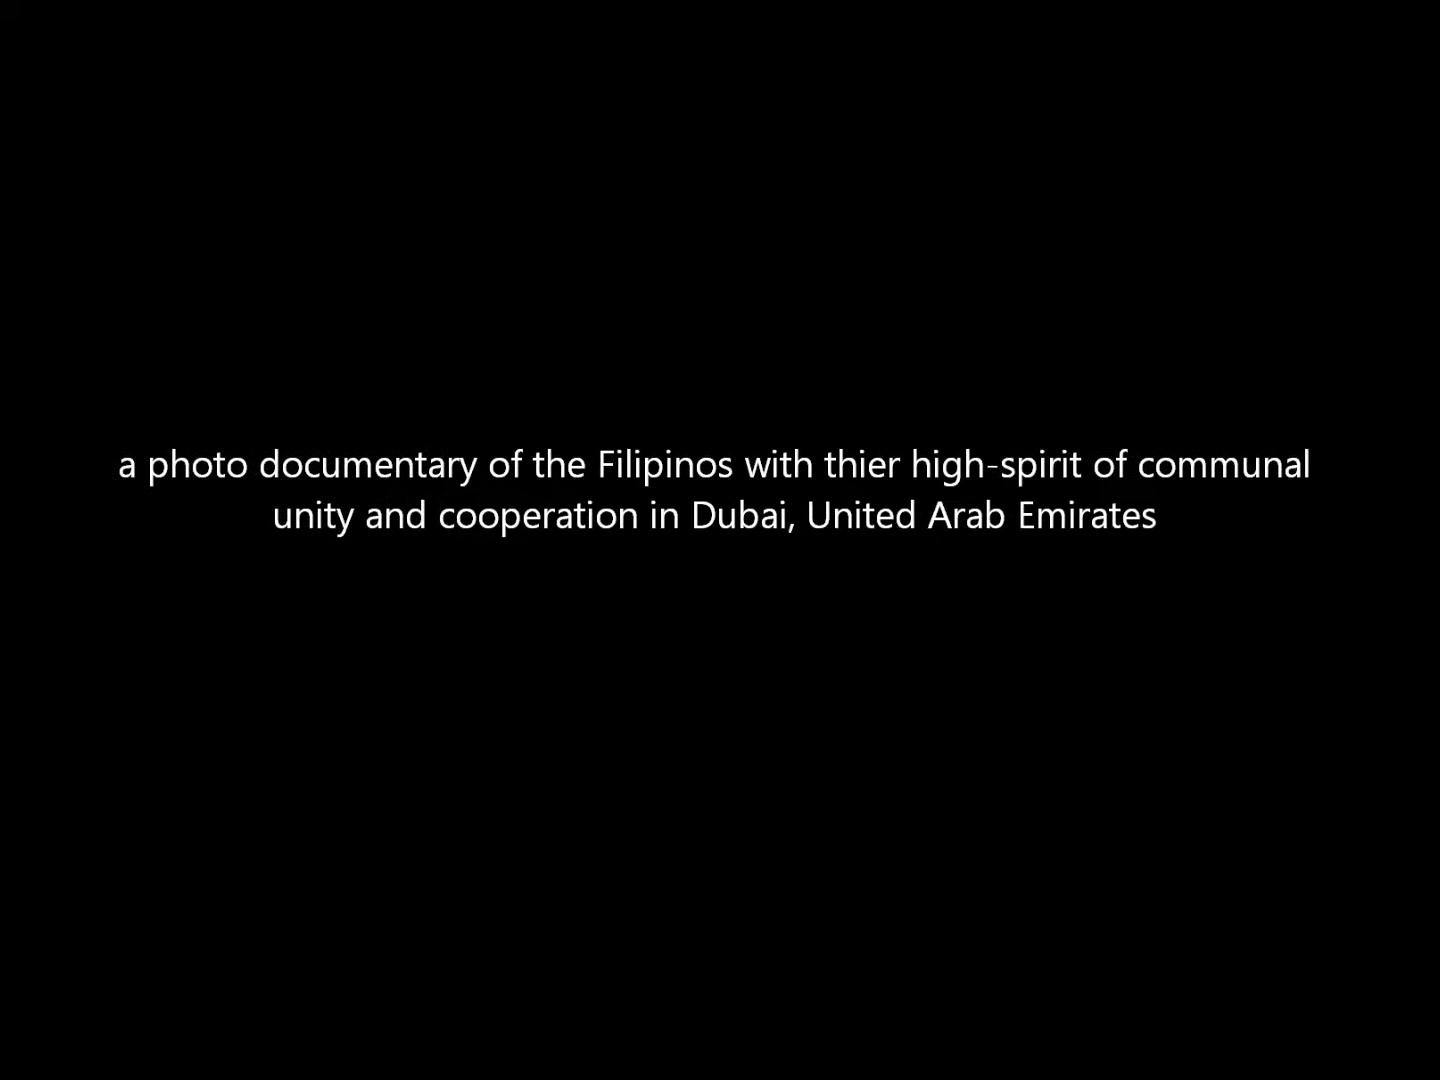 a photo documentary of the Filipinos with thier high-spirit of communal
unity and cooperation in Dubai, United Arab Emirates